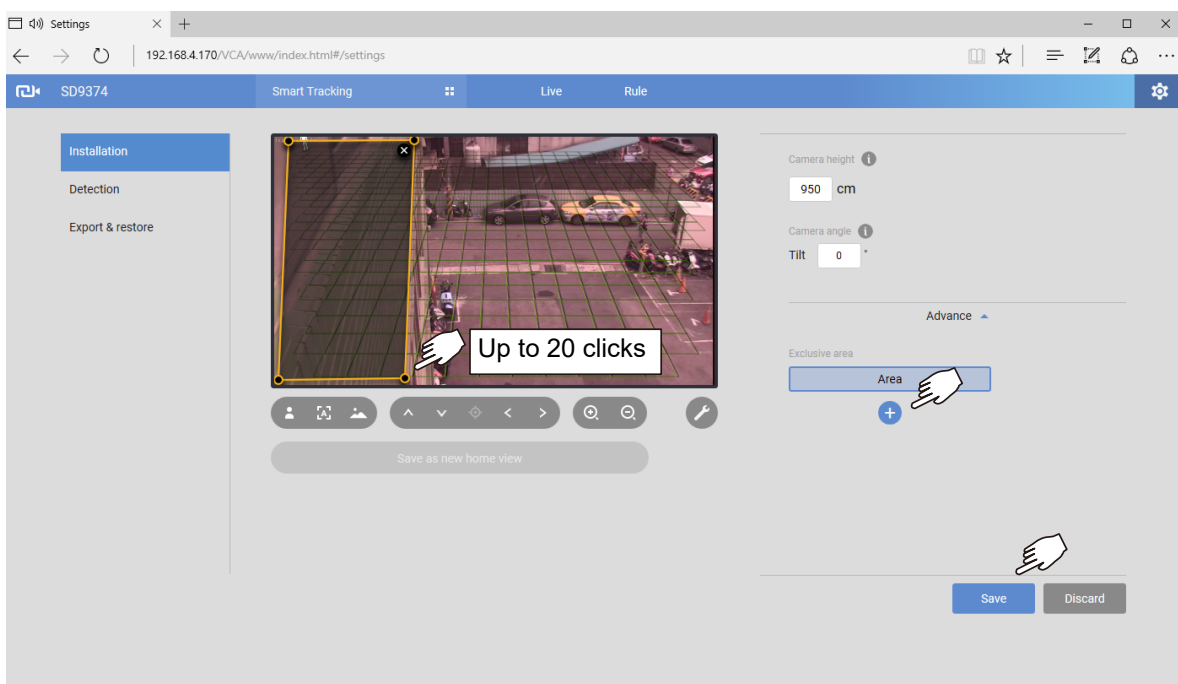 Settings
192.168.4.170/VCA/www/index.html#/settings
SD9374
Smart Tracking
Live
Rule
Installation
Detection
Export & restore
Camera height
950 cm
Camera angle
Tilt 0 °
Advance
Exclusive area
Area
Up to 20 clicks
A
Save as new home view
Save
Discard